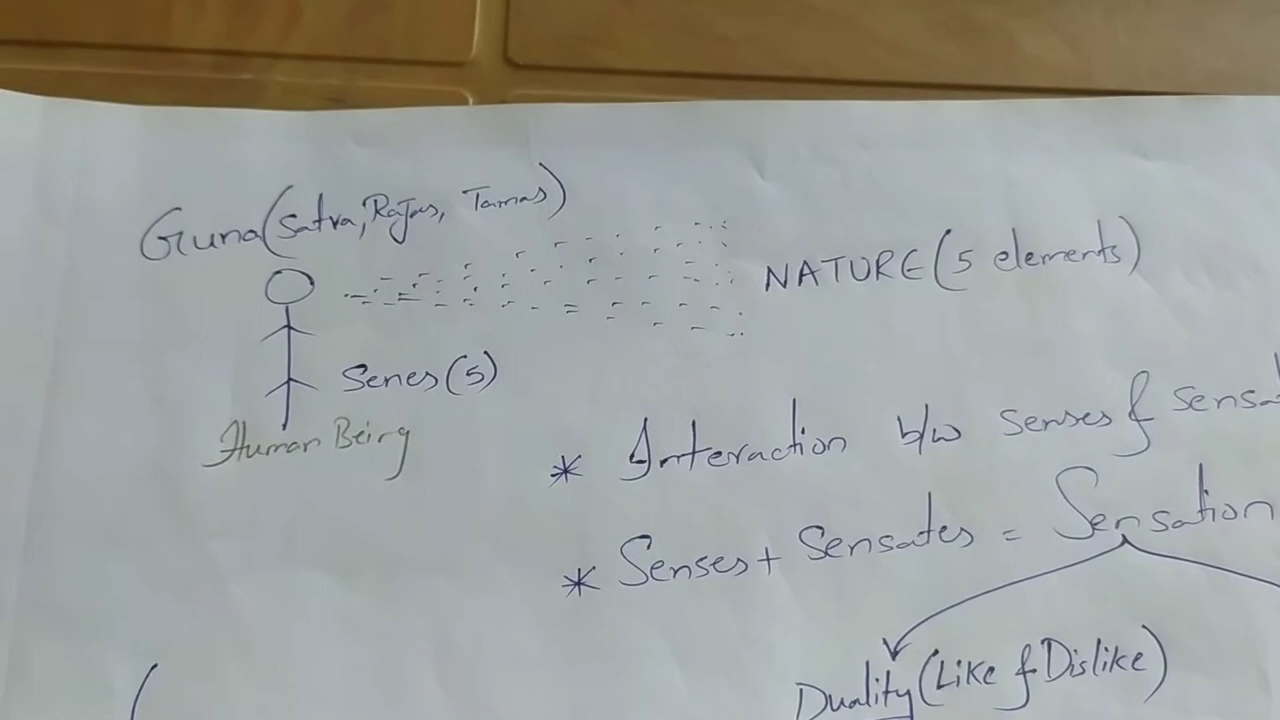 Guna(Satva, Rajas, Tamas)
NATURE(5 elements)
Senes(5)
Human Being
* Interaction b/w senses &
* Senses + Sensates = Sensation
Duality (Like & Dislike)